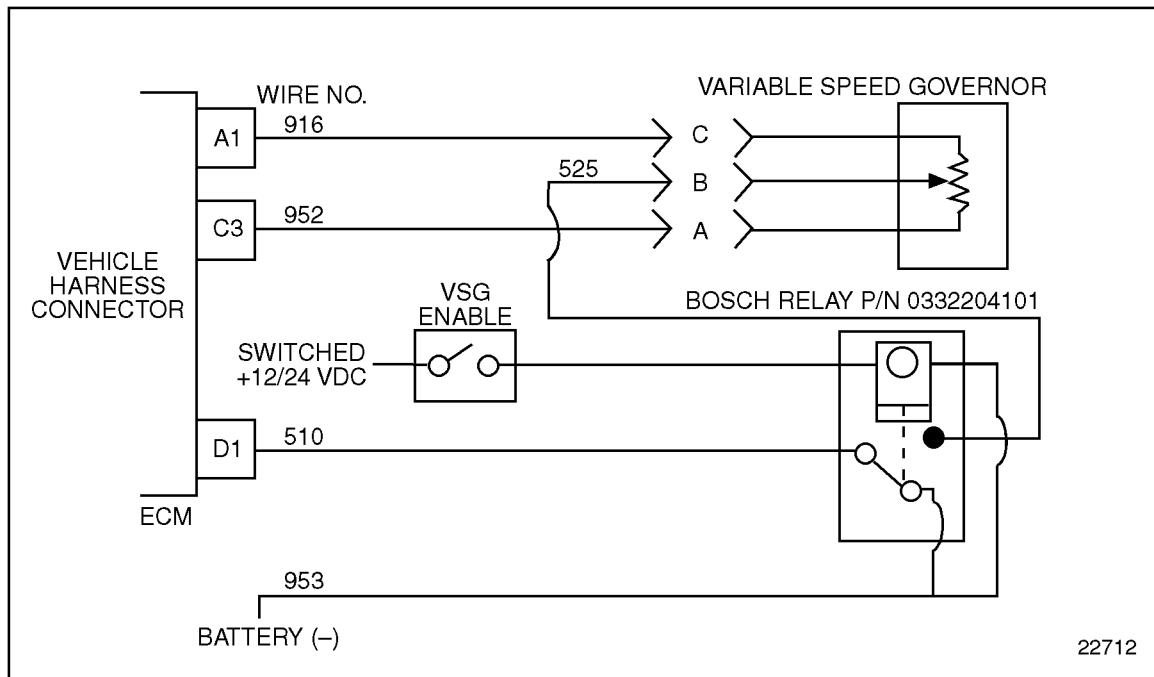 VARIABLE SPEED GOVERNOR
WIRE NO.
A1
916
C
525
B
C3
952
A
VEHICLE
HARNESS
CONNECTOR
BOSCH RELAY P/N 0332204101
VSG
ENABLE
SWITCHED
+12/24 VDC
D1
510
ECM
953
BATTERY (–)
22712